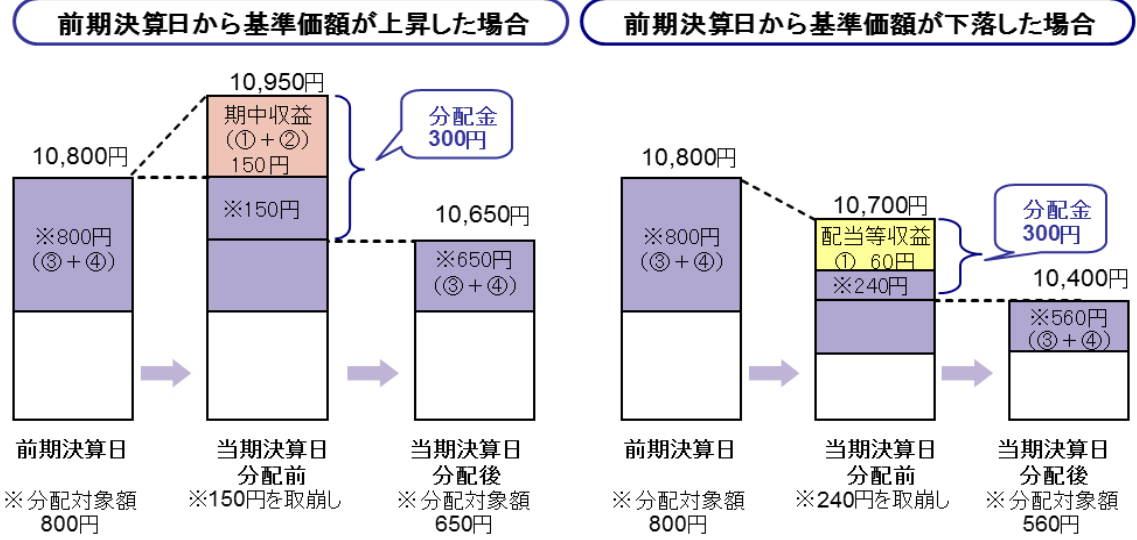 前期決算日から基準価額が上昇した場合
10,950円
期中収益
(①+②)
150円
分配金
300円
10,800円
※150円
10,650円
※800円
(③+④)
※650円
(③+④)
前期決算日
当期決算日
分配前
当期決算日
分配後
※分配対象額
800円
※150円を取崩し
※分配対象額
650円
前期決算日から基準価額が下落した場合
10,800円
10,700円
分配金
300円
※800円
(③+④)
配当等収益
① 60円
※240円
10,400円
※560円
(③+④)
前期決算日
当期決算日
分配前
当期決算日
分配後
※分配対象額
800円
※240円を取崩し
※分配対象額
560円